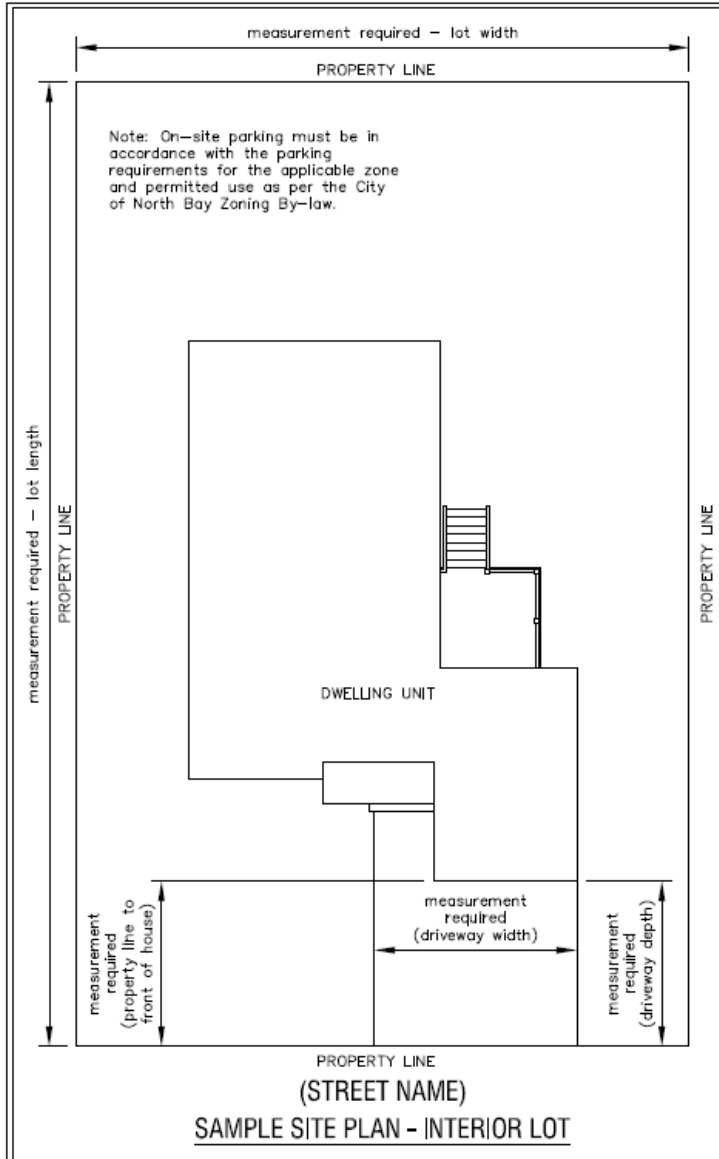 measurement required – lot width
PROPERTY LINE
Note: On–site parking must be in
accordance with the parking
requirements for the applicable zone
and permitted use as per the City
of North Bay Zoning By–law.
measurement required – lot length
PROPERTY LINE
PROPERTY LINE
DWELLING UNIT
measurement
required
(property line to
front of house)
measurement
required
(driveway width)
measurement
required
(driveway depth)
PROPERTY LINE
(STREET NAME)
SAMPLE SITE PLAN - INTERIOR LOT